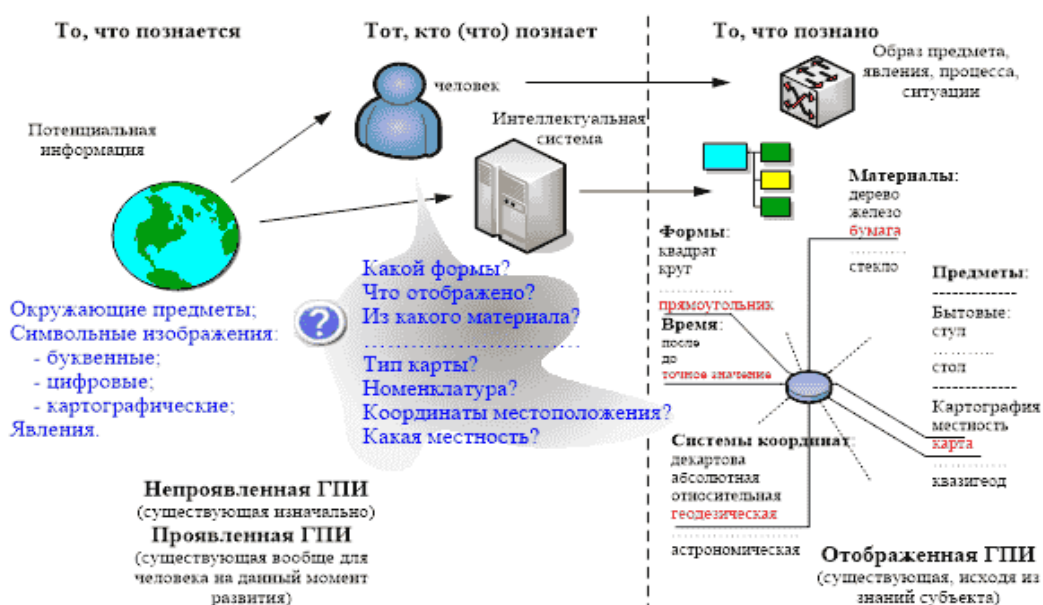 То, что познается
Тот, кто (что) познает
То, что познано
Образ предмета,
явления, процесса,
ситуации
человек
Интеллектуальная
система
Потенциальная
информация
Окружающие предметы;
Символьные изображения:
- буквенные;
- цифровые;
- картографические;
Явления.
?
Какой формы?
Что отображено?
Из какого материала?
..............................
Тип карты?
Номенклатура?
Координаты местоположения?
Какая местность?
Непроявленная ГПИ
(существующая изначально)
Проявленная ГПИ
(существующая вообще для
человека на данный момент
развития)
Материалы:
дерево
железо
бумага
............
стекло
Формы:
квадрат
круг
............
прямоугольник
Время:
после
до
точное значение
Предметы:
------------
Бытовые:
стул
............
стол
------------
Картография
местность
карта
............
квазигеод
Системы координат:
декартова
абсолютная
относительная
геодезическая
............
астрономическая
Отображенная ГПИ
(существующая, исходя из
знаний субъекта)